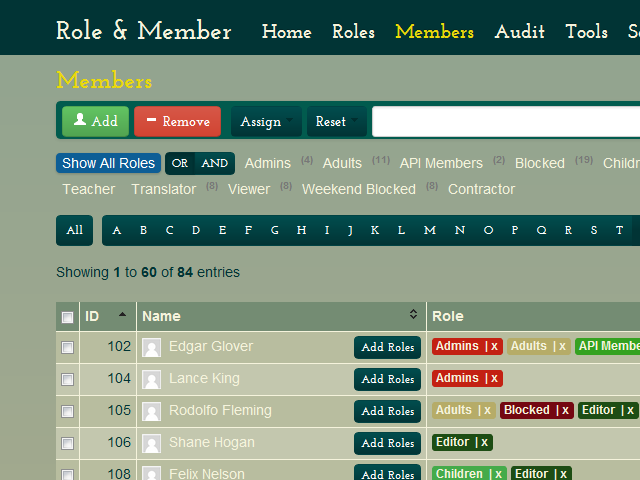 Role & Member Home Roles Members Audit Tools
Members
Add Remove Assign Reset
Show All Roles OR AND Admins (4) Adults (11) API Members (2) Blocked (19)
Teacher Translator (8) Viewer (8) Weekend Blocked (8) Contractor
All A B C D E F G H I J K L M N O P Q R S T
Showing 1 to 60 of 84 entries
ID Name Role
102 Edgar Glover Add Roles Admins | x Adults | x API
104 Lance King Add Roles Admins | x
105 Rodolfo Fleming Add Roles Adults | x Blocked | x Editor | x
106 Shane Hogan Add Roles Editor | x
108 Felix Nelson Add Roles Children | x Editor | x